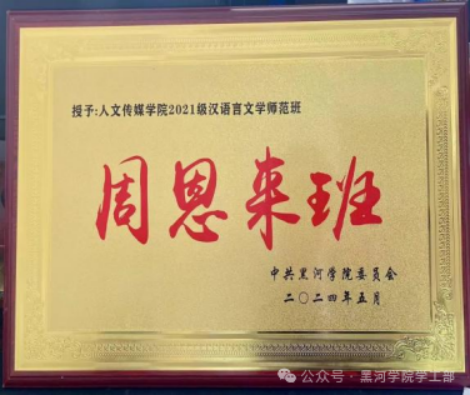 授予:人文传媒学院2021级汉语言文学师范班
周恩来班
中共黑河学院委员会
二〇二四年五月
公众号·黑河学院学工部